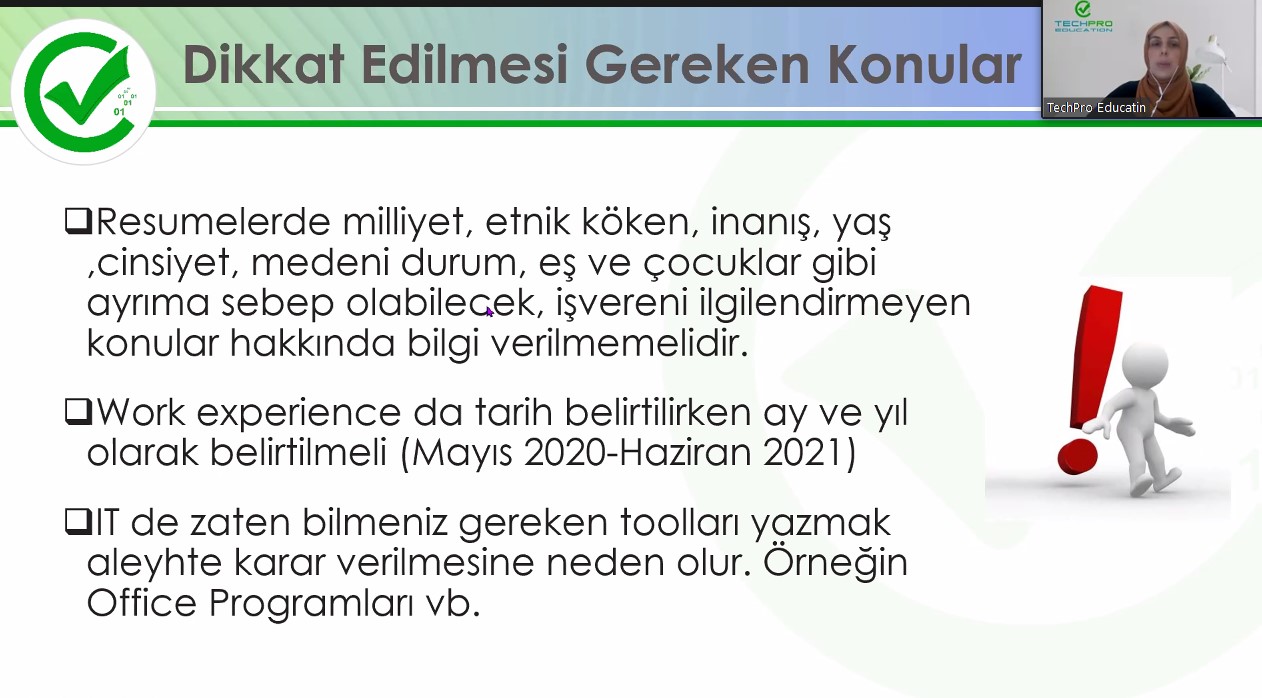 Dikkat Edilmesi Gereken Konular
TECHPRO
EDUCATION
TechPro Educatin
01 01
01
01
❑Resumelerde milliyet, etnik köken, inanış, yaş
,cinsiyet, medeni durum, eş ve çocuklar gibi
ayrıma sebep olabilecek, işvereni ilgilendirmeyen
konular hakkında bilgi verilmemelidir.
❑Work experience da tarih belirtilirken ay ve yıl
olarak belirtilmeli (Mayıs 2020-Haziran 2021)
❑IT de zaten bilmeniz gereken toolları yazmak
aleyhte karar verilmesine neden olur. Örneğin
Office Programları vb.